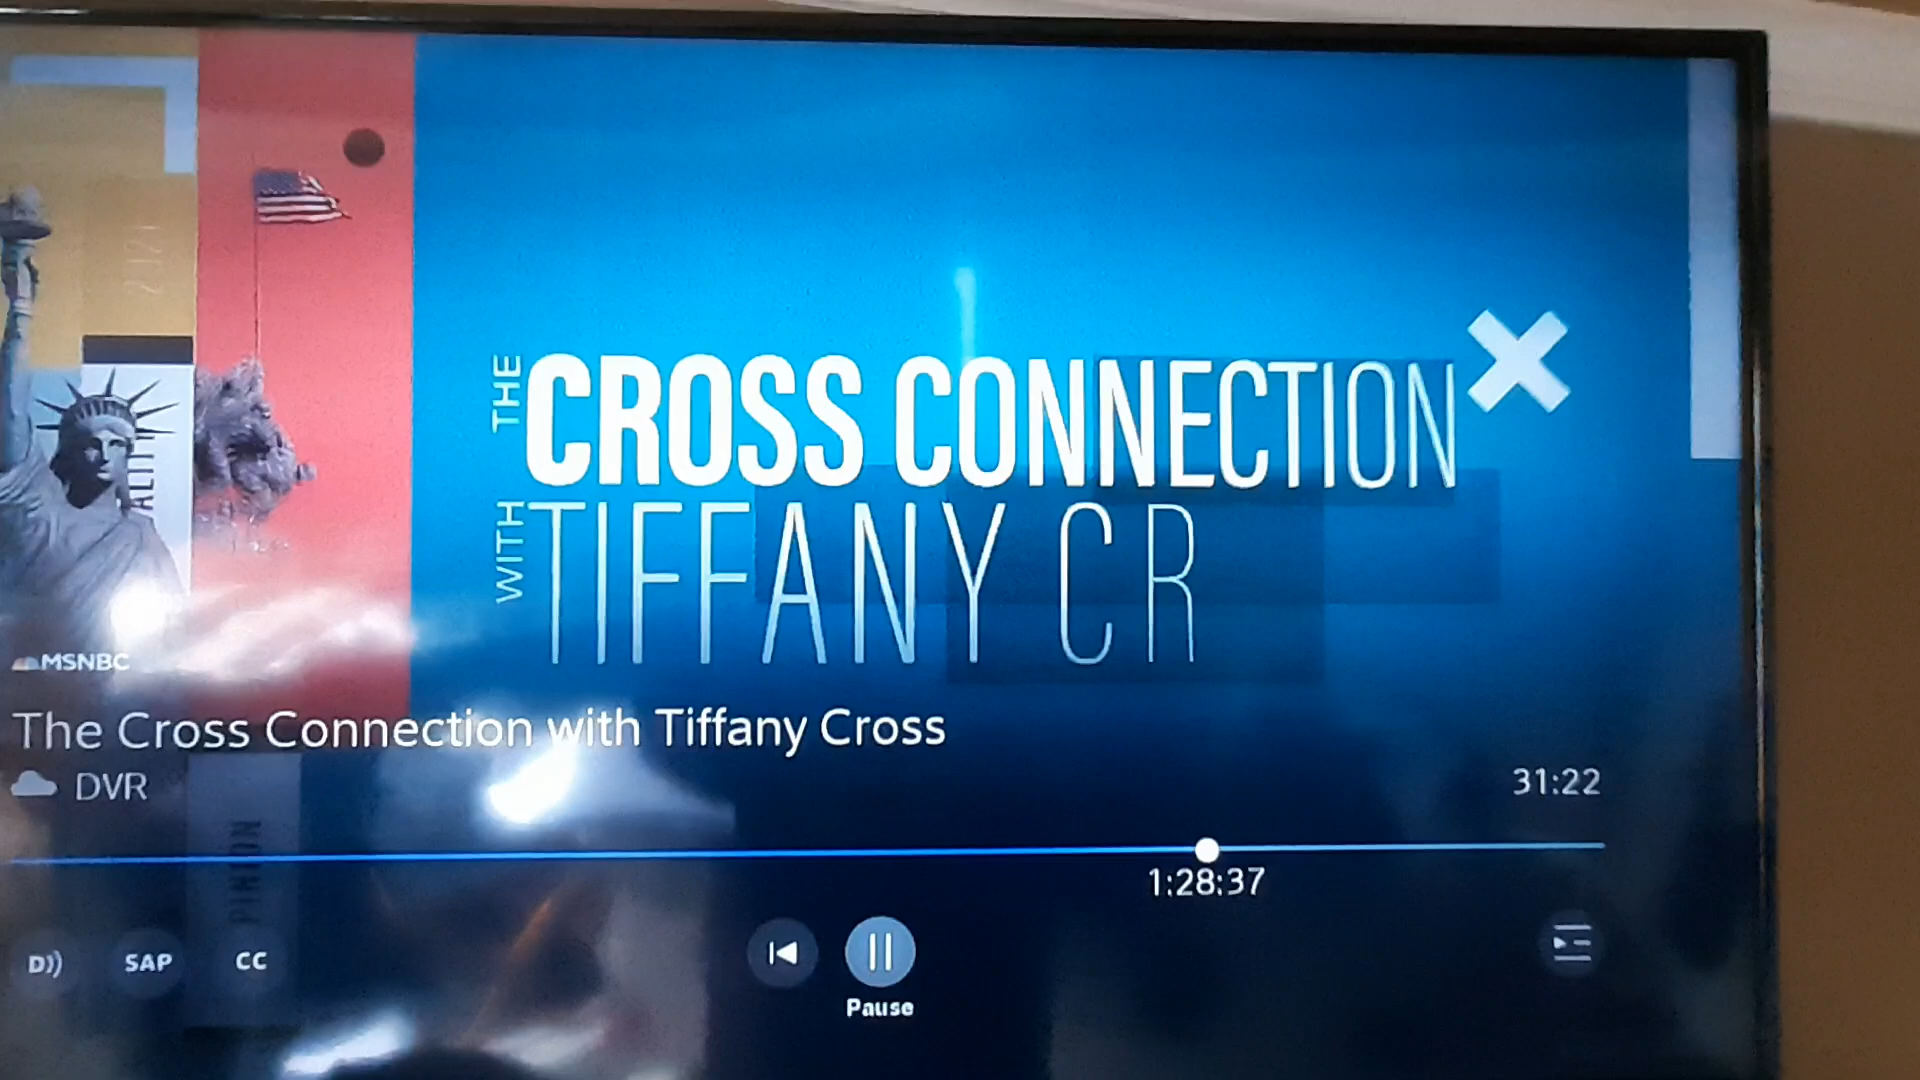 THE
CROSS CONNECTION
WITH
TIFFANY CR
MSNBC
The Cross Connection with Tiffany Cross
DVR
31:22
1:28:37
PINION
D))
SAP
CC
Pause